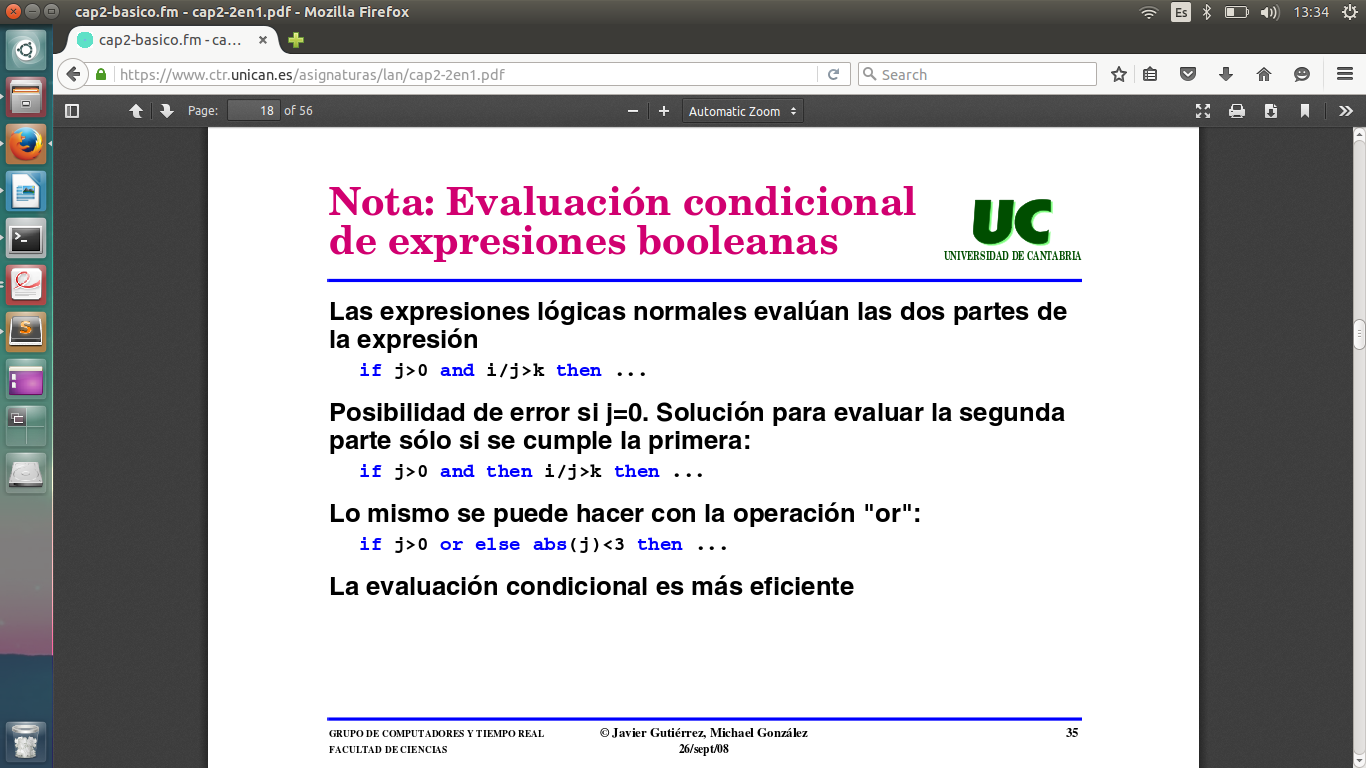 cap2-basico.fm - cap2-2en1.pdf - Mozilla Firefox
Es
13:34
cap2-basico.fm - ca...
https://www.ctr.unican.es/asignaturas/lan/cap2-2en1.pdf
Search
Page: 18 of 56
Automatic Zoom
Nota: Evaluación condicional
de expresiones booleanas
UC
UNIVERSIDAD DE CANTABRIA
Las expresiones lógicas normales evalúan las dos partes de
la expresión
if j>0 and i/j>k then ...
Posibilidad de error si j=0. Solución para evaluar la segunda
parte sólo si se cumple la primera:
if j>0 and then i/j>k then ...
Lo mismo se puede hacer con la operación "or":
if j>0 or else abs(j)<3 then ...
La evaluación condicional es más eficiente
GRUPO DE COMPUTADORES Y TIEMPO REAL
FACULTAD DE CIENCIAS
© Javier Gutiérrez, Michael González
26/sept/08
35